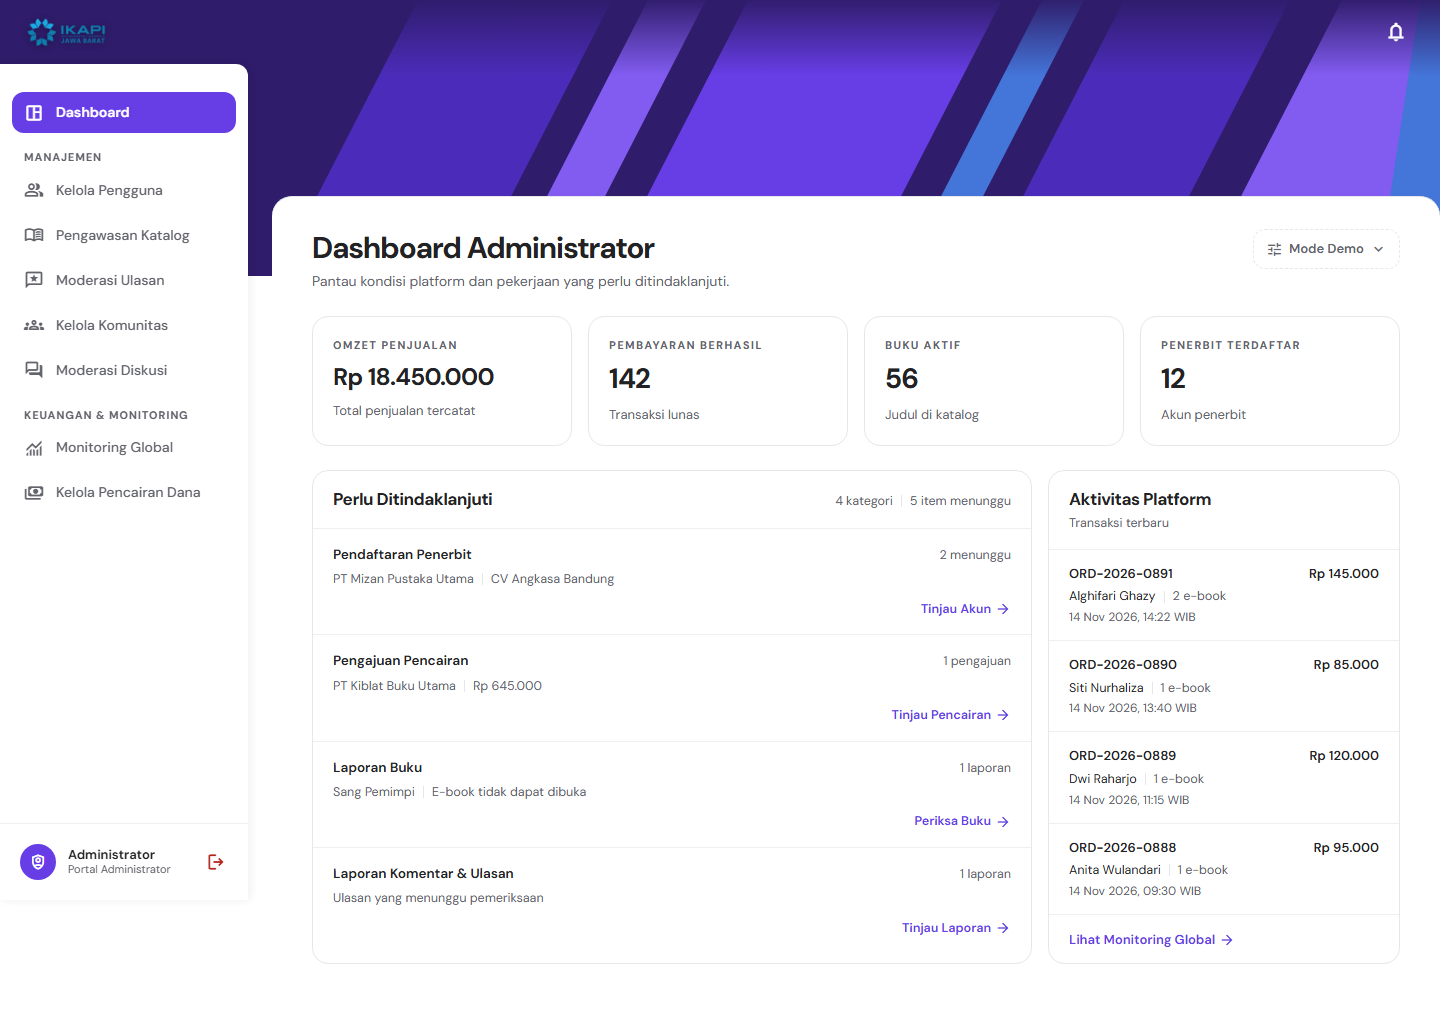 IKAPI
JAWA BARAT
Dashboard
MANAJEMEN
Kelola Pengguna
Pengawasan Katalog
Moderasi Ulasan
Kelola Komunitas
Moderasi Diskusi
KEUANGAN & MONITORING
Monitoring Global
Kelola Pencairan Dana
Administrator
Portal Administrator
Dashboard Administrator
Pantau kondisi platform dan pekerjaan yang perlu ditindaklanjuti.
Mode Demo
OMZET PENJUALAN
Rp 18.450.000
Total penjualan tercatat
PEMBAYARAN BERHASIL
142
Transaksi lunas
BUKU AKTIF
56
Judul di katalog
PENERBIT TERDAFTAR
12
Akun penerbit
Perlu Ditindaklanjuti
4 kategori | 5 item menunggu
Pendaftaran Penerbit
2 menunggu
PT Mizan Pustaka Utama | CV Angkasa Bandung
Tinjau Akun →
Pengajuan Pencairan
1 pengajuan
PT Kiblat Buku Utama | Rp 645.000
Tinjau Pencairan →
Laporan Buku
1 laporan
Sang Pemimpi | E-book tidak dapat dibuka
Periksa Buku →
Laporan Komentar & Ulasan
1 laporan
Ulasan yang menunggu pemeriksaan
Tinjau Laporan →
Aktivitas Platform
Transaksi terbaru
ORD-2026-0891 Rp 145.000
Alghifari Ghazy | 2 e-book
14 Nov 2026, 14:22 WIB
ORD-2026-0890 Rp 85.000
Siti Nurhaliza | 1 e-book
14 Nov 2026, 13:40 WIB
ORD-2026-0889 Rp 120.000
Dwi Raharjo | 1 e-book
14 Nov 2026, 11:15 WIB
ORD-2026-0888 Rp 95.000
Anita Wulandari | 1 e-book
14 Nov 2026, 09:30 WIB
Lihat Monitoring Global →